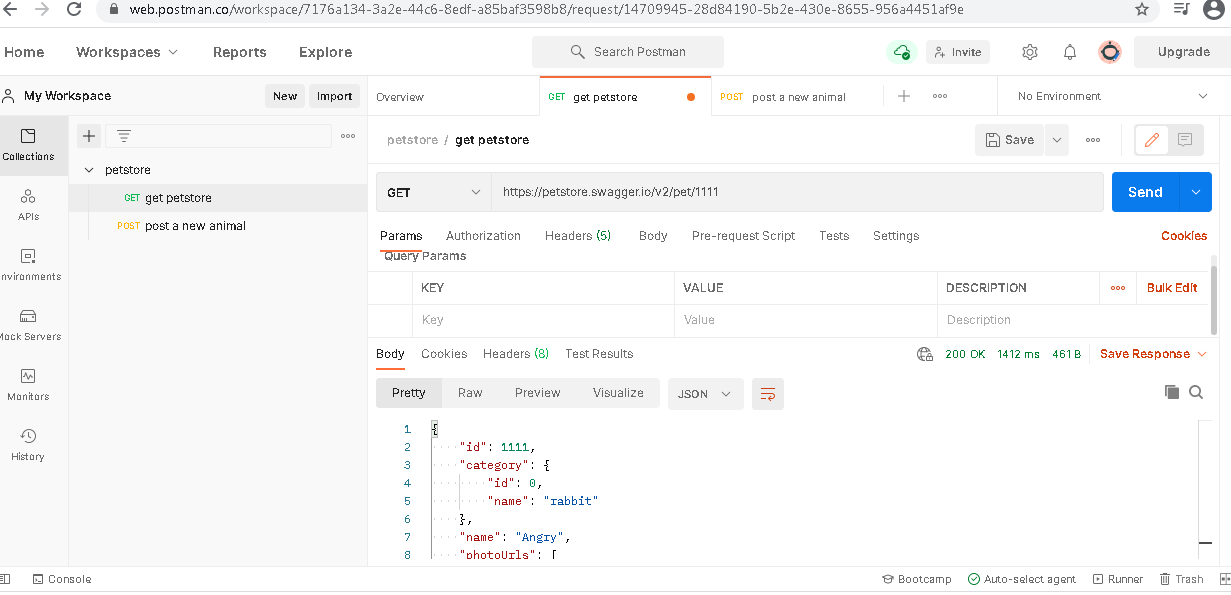 web.postman.co/workspace/7176a134-3a2e-44c6-8edf-a85baf3598b8/request/14709945-28d84190-5b2e-430e-8655-956a4451af9e
Home Workspaces Reports Explore Search Postman Invite Upgrade
My Workspace New Import
Overview GET get petstore POST post a new animal No Environment
Collections
APIs
nvironments
Mock Servers
Monitors
History
petstore
GET get petstore
POST post a new animal
petstore / get petstore Save
GET https://petstore.swagger.io/v2/pet/1111 Send
Params Authorization Headers (5) Body Pre-request Script Tests Settings Cookies
Query Params
KEY VALUE DESCRIPTION Bulk Edit
Key Value Description
Body Cookies Headers (8) Test Results 200 OK 1412 ms 461 B Save Response
Pretty Raw Preview Visualize JSON
1 {
2 "id": 1111,
3 "category": {
4 "id": 0,
5 "name": "rabbit"
6 },
7 "name": "Angry",
8 "photoUrls": [
Console Bootcamp Auto-select agent Runner Trash